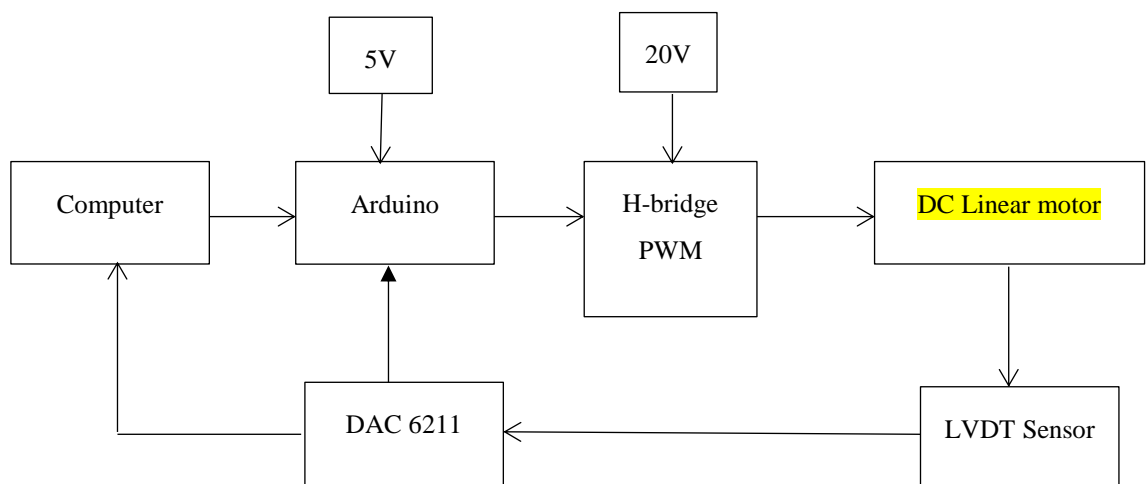 5V
20V
Computer
Arduino
H-bridge
PWM
DC Linear motor
DAC 6211
LVDT Sensor